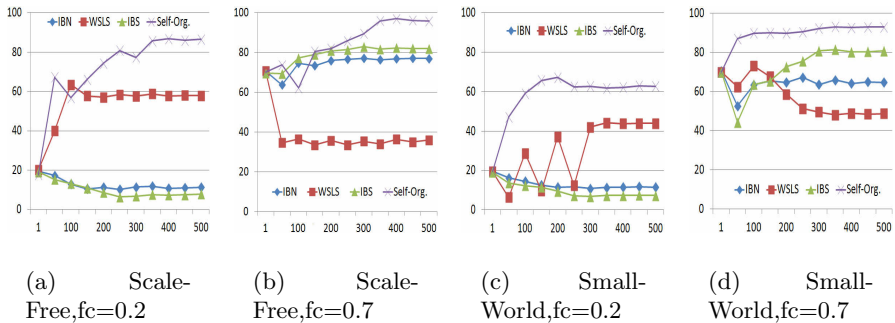 IBN WSLS IBS Self-Org.
100
80
60
40
20
0
1 100 200 300 400 500
(a) Scale-
Free,fc=0.2
100
80
60
40
20
0
IBN WSLS IBS Self-Org.
1 100 200 300 400 500
(b) Scale-
Free,fc=0.7
100
80
60
40
20
0
IBN WSLS IBS Self-Org.
1 100 200 300 400 500
(c) Small-
World,fc=0.2
100
80
60
40
20
0
IBN WSLS IBS Self-Org.
1 100 200 300 400 500
(d) Small-
World,fc=0.7